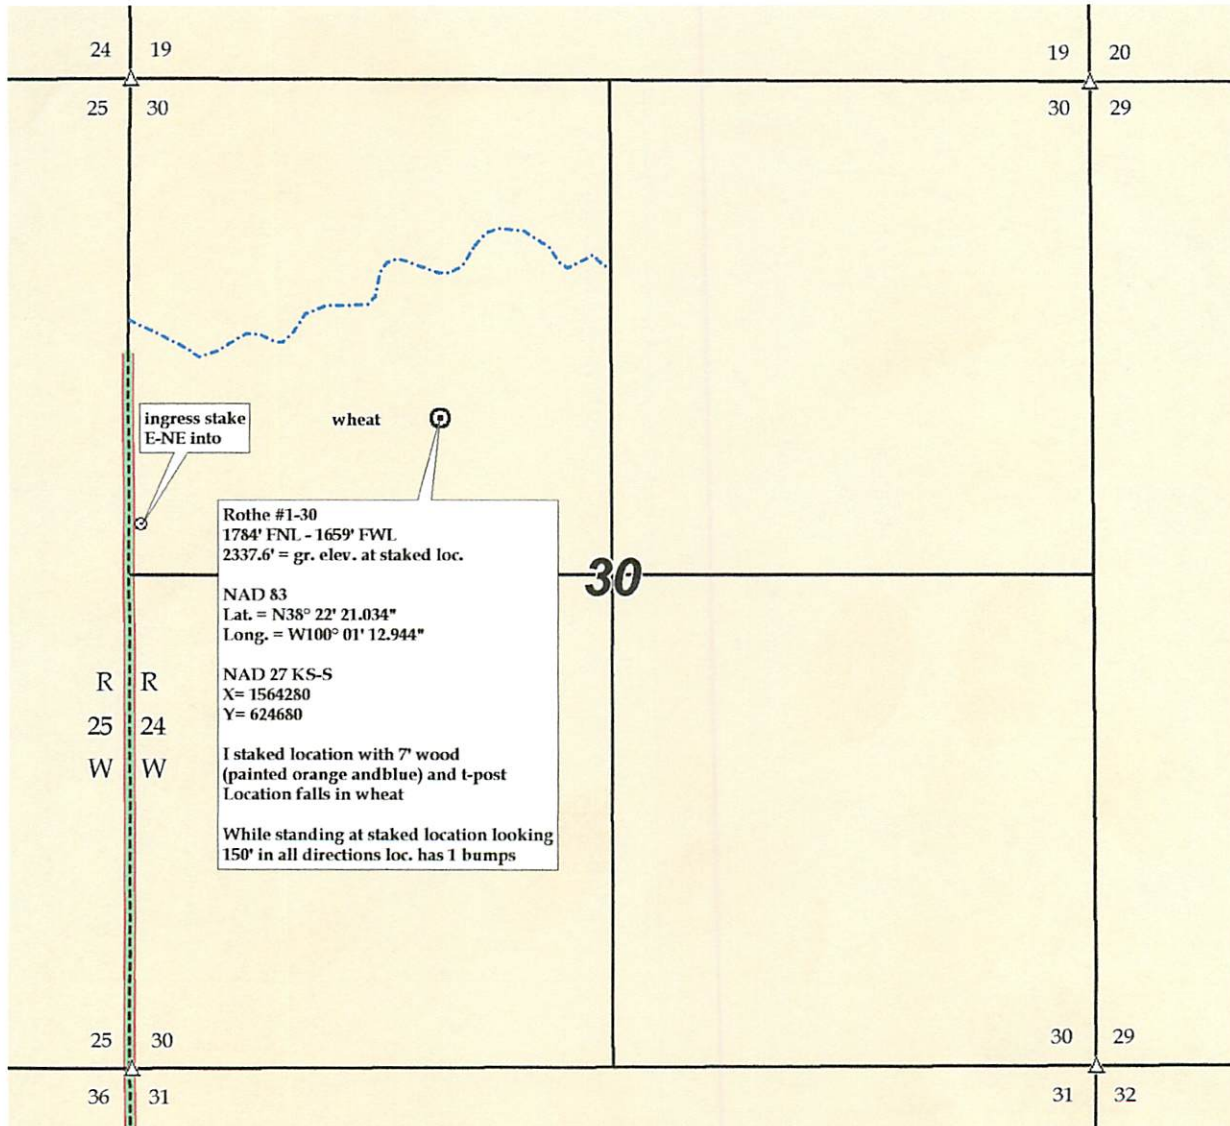 24 19
19 20
25 30
30 29
ingress stake
E-NE into
wheat
Rothe #1-30
1784' FNL - 1659' FWL
2337.6' = gr. elev. at staked loc.
NAD 83
Lat. = N38° 22' 21.034"
Long. = W100° 01' 12.944"
NAD 27 KS-S
X= 1564280
Y= 624680
I staked location with 7' wood
(painted orange andblue) and t-post
Location falls in wheat
While standing at staked location looking
150' in all directions loc. has 1 bumps
30
R R
25 24
W W
25 30
30 29
36 31
31 32